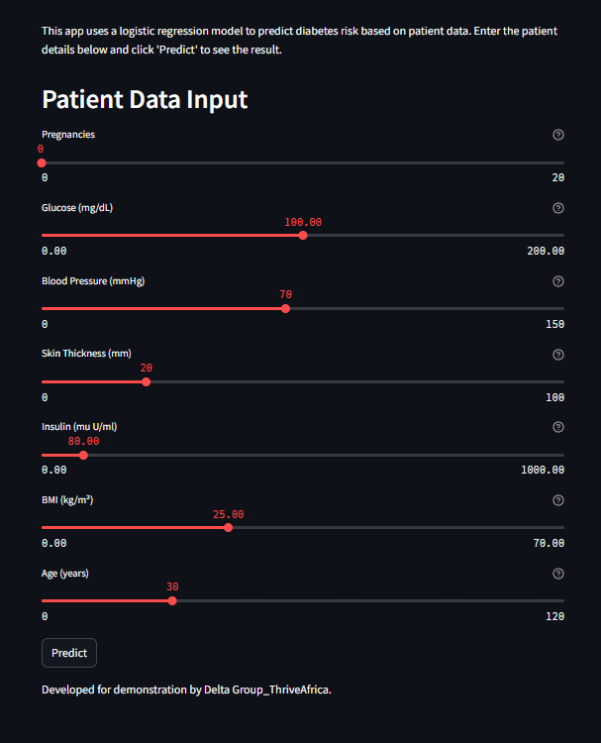 This app uses a logistic regression model to predict diabetes risk based on patient data. Enter the patient
details below and click 'Predict' to see the result.
Patient Data Input
Pregnancies
0
0 20
Glucose (mg/dL)
100.00
0.00 200.00
Blood Pressure (mmHg)
70
0 150
Skin Thickness (mm)
20
0 100
Insulin (mu U/ml)
80.00
0.00 1000.00
BMI (kg/m²)
25.00
0.00 70.00
Age (years)
30
0 120
Predict
Developed for demonstration by Delta Group_ThriveAfrica.